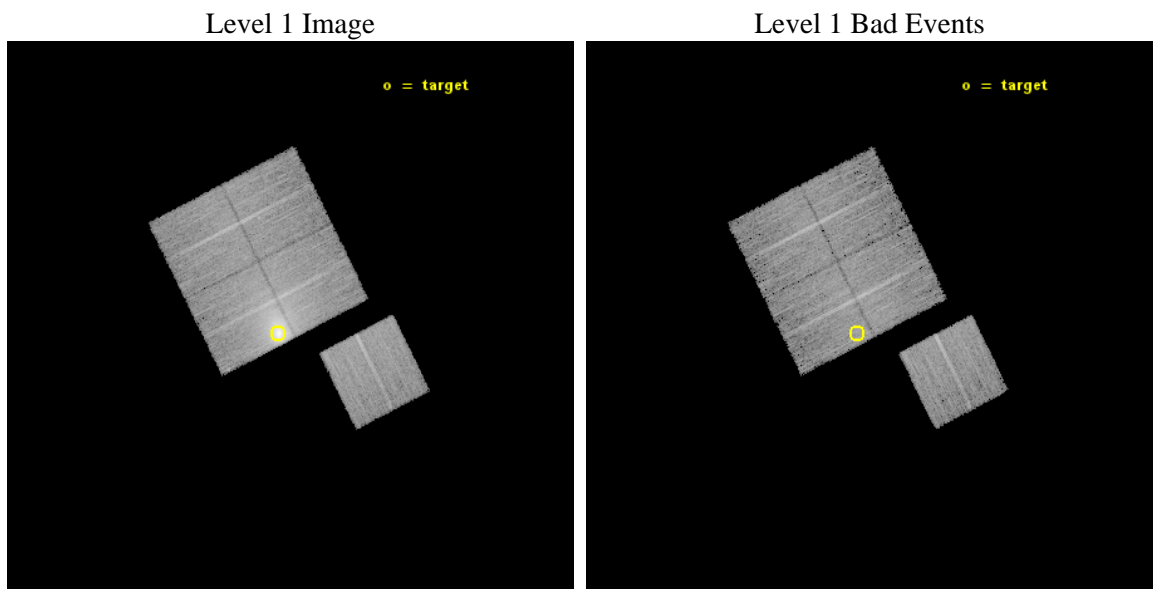 Level 1 Image
Level 1 Bad Events
o = target
o = target